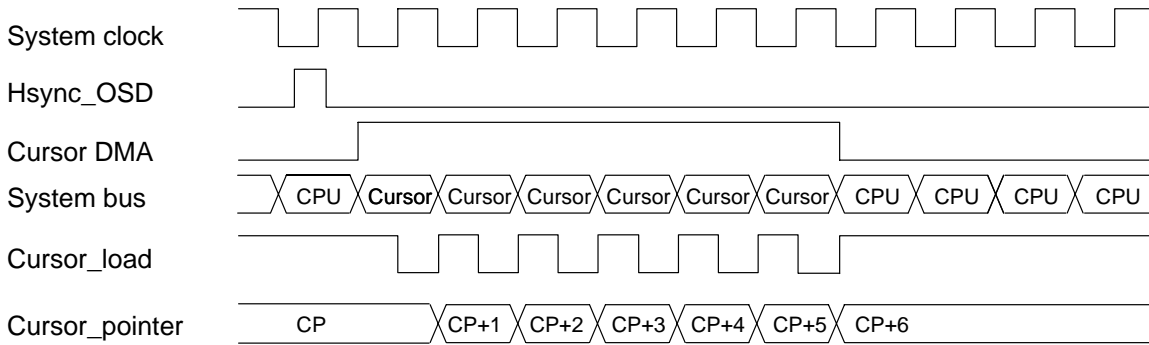 System clock
Hsync_OSD
Cursor DMA
System bus CPU Cursor Cursor Cursor Cursor Cursor Cursor CPU CPU CPU CPU
Cursor_load
Cursor_pointer CP CP+1 CP+2 CP+3 CP+4 CP+5 CP+6